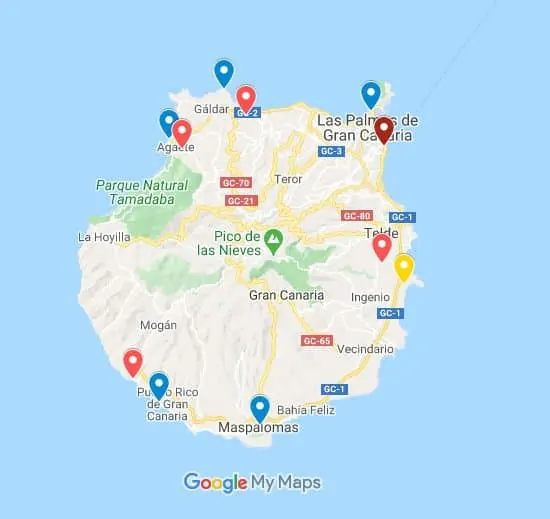 Gáldar
GC-2
Las Palmas de
Gran Canaria
Agaete
GC-3
Parque Natural
Tamadaba
Teror
GC-70
GC-21
GC-80
GC-1
La Hoyilla
Telde
Pico de
las Nieves
Gran Canaria
Ingenio
GC-1
Mogán
GC-65
Vecindario
Puerto Rico
de Gran
Canaria
GC-1
Bahía Feliz
Maspalomas
Google My Maps